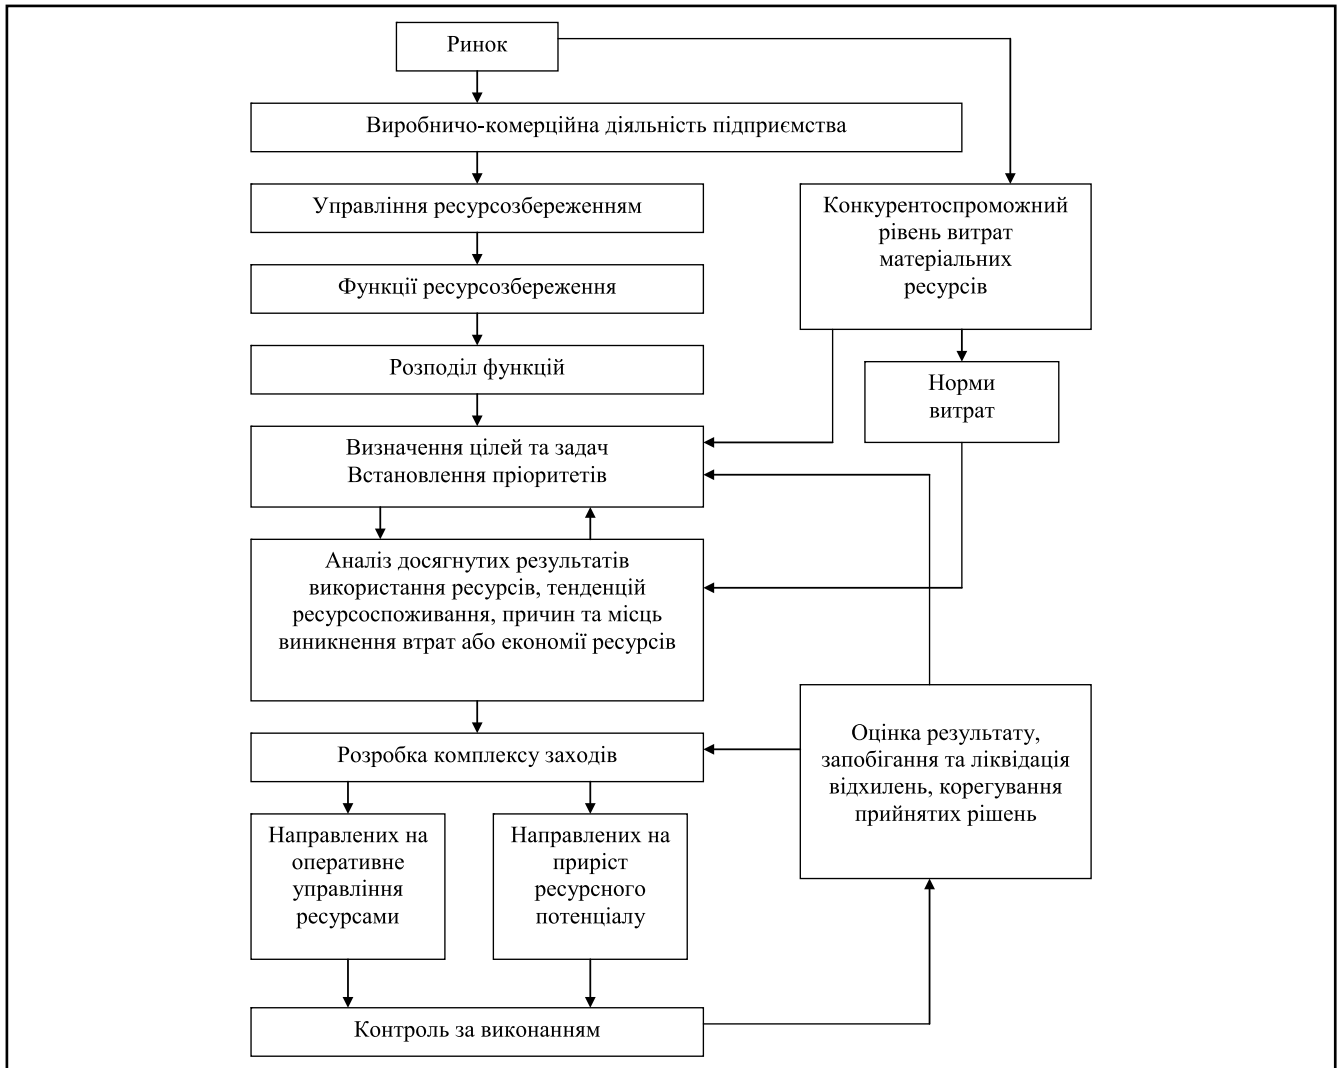 Ринок
Виробничо-комерційна діяльність підприємства
Управління ресурсозбереженням
Конкурентоспроможний
рівень витрат
матеріальних
ресурсів
Функції ресурсозбереження
Розподіл функцій
Норми
витрат
Визначення цілей та задач
Встановлення пріоритетів
Аналіз досягнутих результатів
використання ресурсів, тенденцій
ресурсоспоживання, причин та місць
виникнення втрат або економії ресурсів
Розробка комплексу заходів
Оцінка результату,
запобігання та ліквідація
відхилень, корегування
прийнятих рішень
Направлених на
оперативне
управління
ресурсами
Направлених на
приріст
ресурсного
потенціалу
Контроль за виконанням